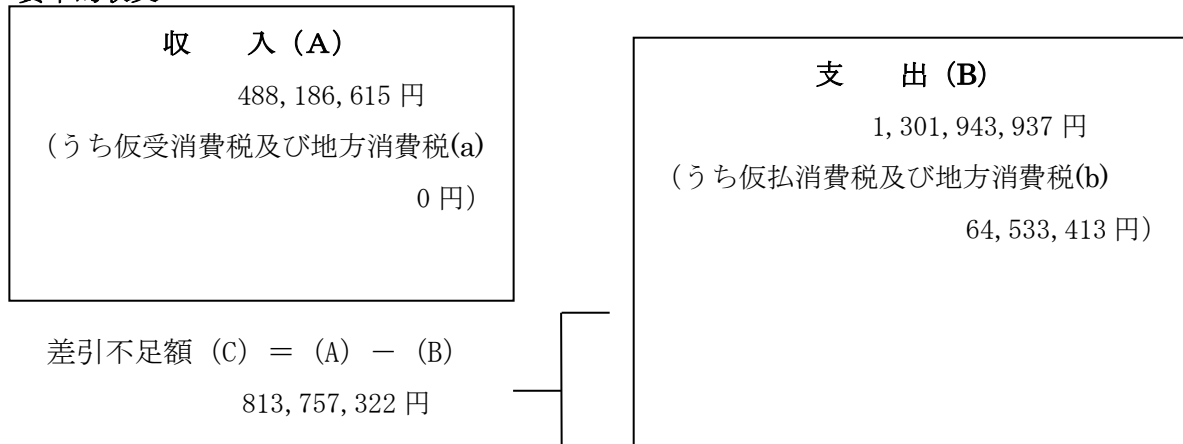 収 入(A)
488,186,615 円
(うち仮受消費税及び地方消費税(a)
0 円)
支 出(B)
1,301,943,937 円
(うち仮払消費税及び地方消費税(b)
64,533,413 円)
差引不足額 (C) = (A) - (B)
813,757,322 円